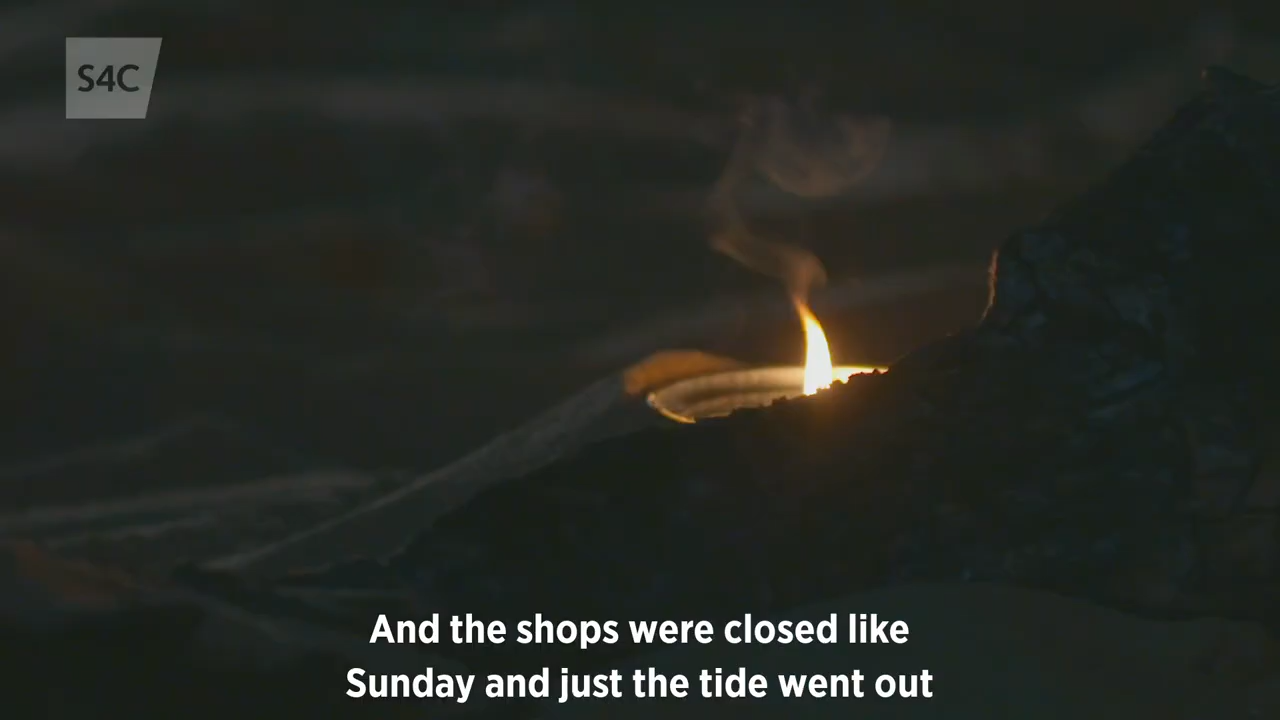 S4C
And the shops were closed like
Sunday and just the tide went out